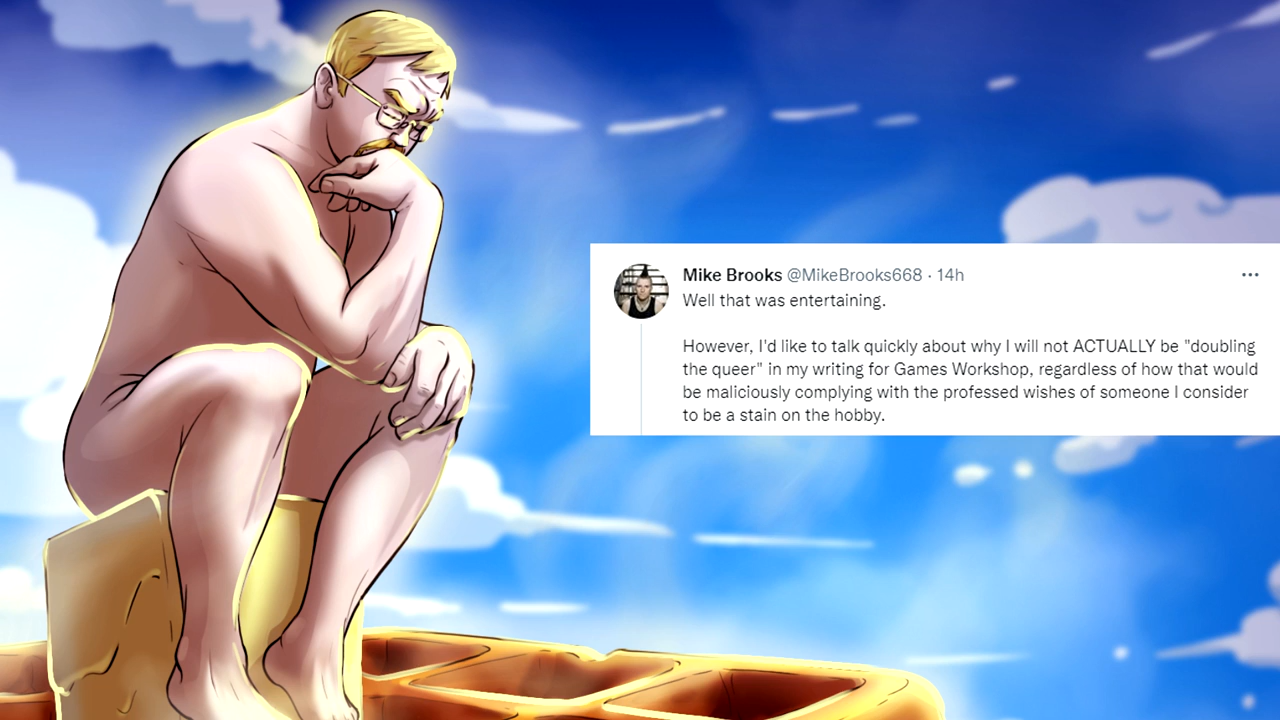 Mike Brooks @MikeBrooks668 · 14h
Well that was entertaining.
However, I'd like to talk quickly about why I will not ACTUALLY be "doubling
the queer" in my writing for Games Workshop, regardless of how that would
be maliciously complying with the professed wishes of someone I consider
to be a stain on the hobby.